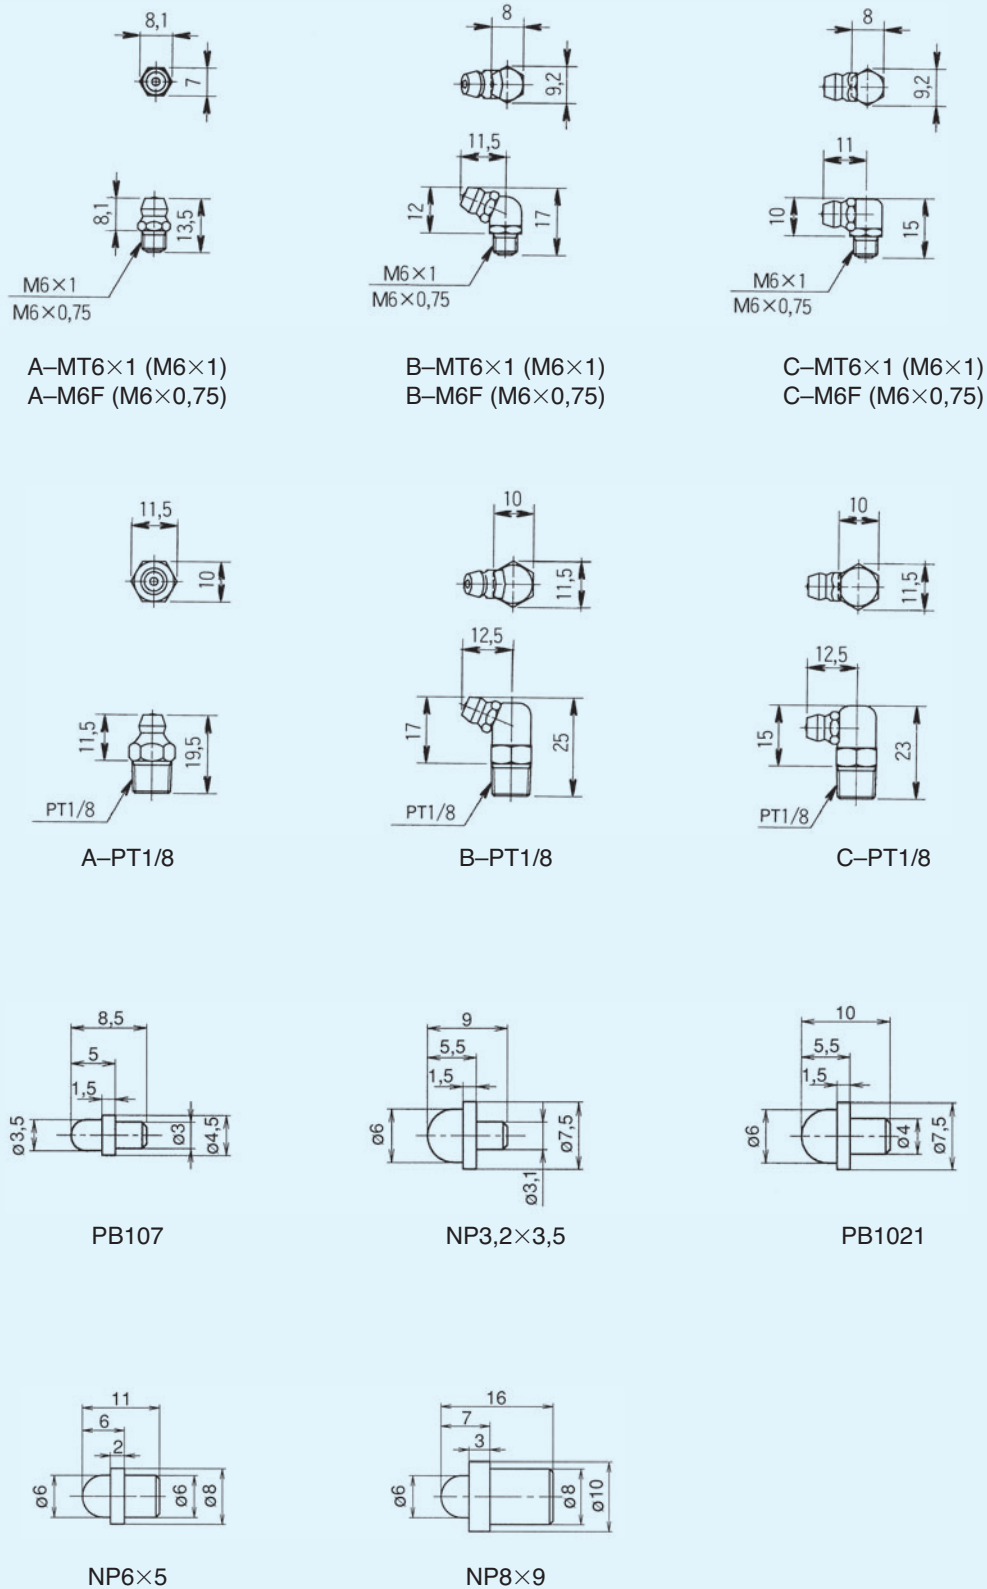 8,1
7
8,1
13,5
M6×1
M6×0,75
A–MT6×1 (M6×1)
A–M6F (M6×0,75)
8
9,2
11,5
12
17
M6×1
M6×0,75
B–MT6×1 (M6×1)
B–M6F (M6×0,75)
8
9,2
11
10
15
M6×1
M6×0,75
C–MT6×1 (M6×1)
C–M6F (M6×0,75)
11,5
10
11,5
19,5
PT1/8
A–PT1/8
10
11,5
12,5
17
25
PT1/8
B–PT1/8
10
11,5
12,5
15
23
PT1/8
C–PT1/8
8,5
5
1,5
ø3,5
ø3
ø4,5
PB107
9
5,5
1,5
ø6
ø7,5
ø3,1
NP3,2×3,5
10
5,5
1,5
ø6
ø4
ø7,5
PB1021
11
6
2
ø6
ø6
ø8
NP6×5
16
7
3
ø6
ø8
ø10
NP8×9